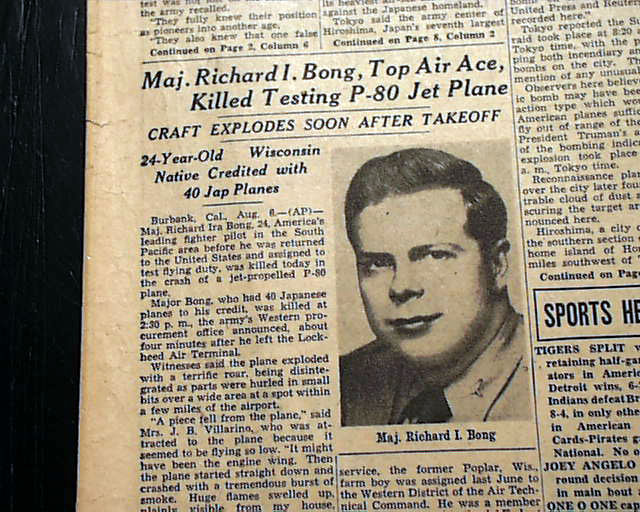 test was not
the army recalled.
"They fully knew their position
as pioneers into another age.
"They also knew that one false
Continued on Page 2, Column 6
its heaviest
against the Japanese homeland.
Tokyo said the army center of
Hiroshima, Japan's seventh largest
Continued on Page 8, Column 2
Maj. Richard I. Bong, Top Air Ace,
Killed Testing P-80 Jet Plane
CRAFT EXPLODES SOON AFTER TAKEOFF
24-Year-Old Wisconsin
Native Credited with
40 Jap Planes
Burbank, Cal., Aug. 6.—(AP)—
Maj. Richard Ira Bong, 24, America's
leading fighter pilot in the South
Pacific area before he was returned
to the United States and assigned to
test flying duty, was killed today in
the crash of a jet-propelled P-80
plane.
Major Bong, who had 40 Japanese
planes to his credit, was killed at
2:30 p. m., the army's Western pro-
curement office announced, about
four minutes after he left the Lock-
heed Air Terminal.
Witnesses said the plane exploded
with a terrific roar, being disinte-
grated as parts were hurled in small
bits over a wide area at a spot within
a few miles of the airport.
"A piece fell from the plane," said
Mrs. J. B. Villarino, who was at-
tracted to the plane because it
seemed to be flying so low. "It might
have been the engine wing. Then
the plane started straight down and
crashed with a tremendous burst of
smoke. Huge flames swelled up,
plainly visible from my house,
Maj. Richard I. Bong
service, the former Poplar, Wis.,
farm boy was assigned last June to
the Western District of the Air Tech-
nical Command. He was a member
United Press and Reuter
recorded here."
Tokyo reported the
had took place at 8:20
Tokyo time, with the
ping both incendiary an
bombs on the city. Th
mention of any unusual
Observers here believ
ic bomb may have bee
action type which wo
American planes suffic
fly out of range of the
President Truman's
of the bombing indica
explosion took place
a. m., Tokyo time.
Reconnaissance plan
over the city later foun
trable cloud of dust
scuring the target ar
nounced here.
Hiroshima, a city
the southern section
home island of Hon
miles southwest of
Continued on Pag
SPORTS HE
TIGERS SPLIT
retaining half-ga
ators in Americ
Detroit wins, 6-
Indians defeat B
8-4, in only othe
in American
Cards-Pirates g
National. No o
JOEY ANGELO
round decision
in main bout
ONE O ONE can